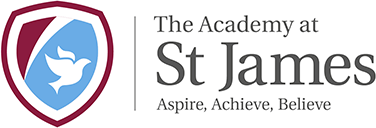 The Academy at
St James
Aspire, Achieve, Believe